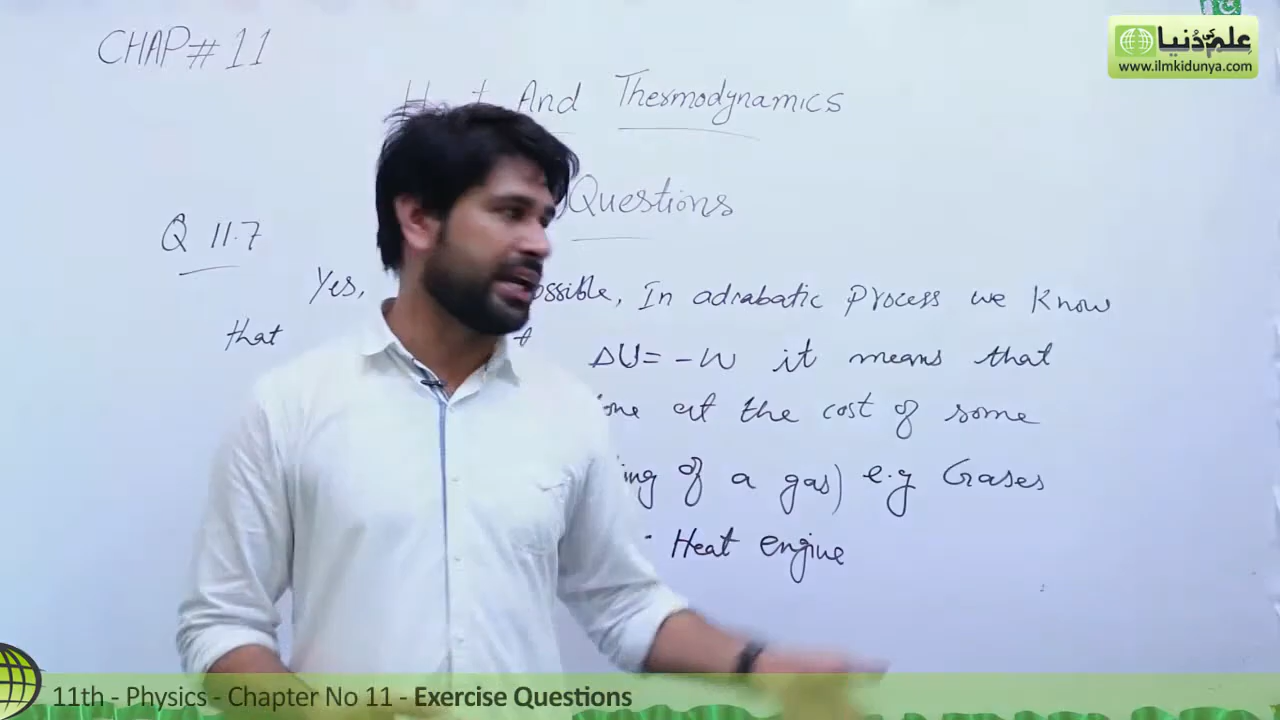 CHAP# 11
علم کی دُنیا
www.ilmkidunya.com
And Thermodynamics
Questions
Q 11.7
Yes, ossible, In adiabatic process we know
that ΔU = -W it means that
one at the cost of some
ing of a gas) e.g Gases
Heat engine
11th - Physics - Chapter No 11 - Exercise Questions